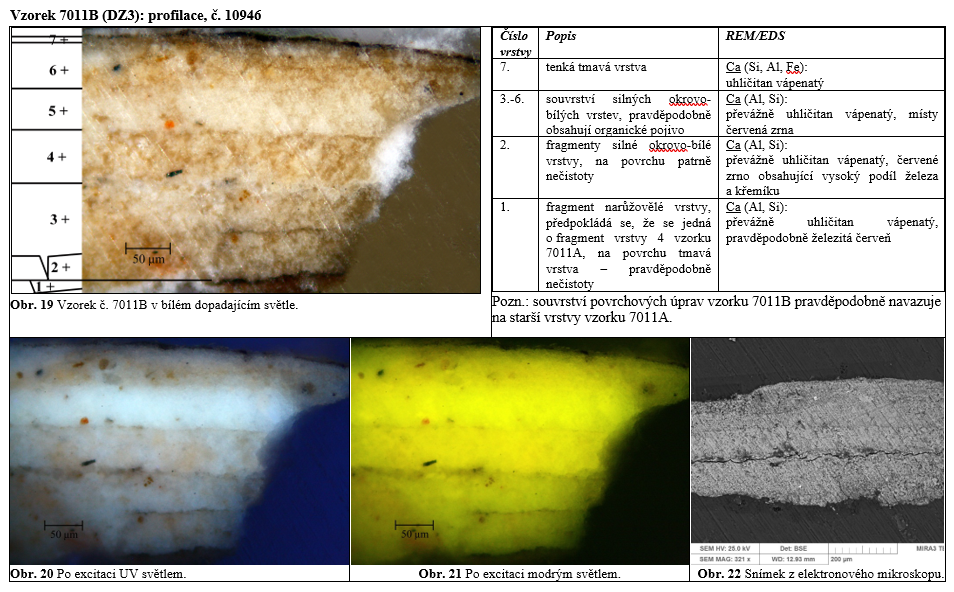 Vzorek 7011B (DZ3): profilace, č. 10946
7 +
6 +
5 +
4 +
3 +
2 +
1 +
50 µm
Obr. 19 Vzorek č. 7011B v bílém dopadajícím světle.
Číslo vrstvy Popis REM/EDS
7. tenká tmavá vrstva Ca (Si, Al, Fe):
uhličitan vápenatý
3.-6. souvrství silných okrovo-
bílých vrstev, pravděpodobně
obsahují organické pojivo
Ca (Al, Si):
převážně uhličitan vápenatý, místy
červená zrna
2. fragmenty silné okrovo-bílé
vrstvy, na povrchu patrně
nečistoty
Ca (Al, Si):
převážně uhličitan vápenatý, červené
zrno obsahující vysoký podíl železa
a křemíku
1. fragment narůžovělé vrstvy,
předpokládá se, že se jedná
o fragment vrstvy 4 vzorku
7011A, na povrchu tmavá
vrstva – pravděpodobně
nečistoty
Ca (Al, Si):
převážně uhličitan vápenatý,
pravděpodobně železitá červeň
Pozn.: souvrství povrchových úprav vzorku 7011B pravděpodobně navazuje
na starší vrstvy vzorku 7011A.
50 µm
50 µm
SEM HV: 25.0 kV Det: BSE MIRA3 TE
SEM MAG: 221 x WD: 12.93 mm 200 µm
Obr. 20 Po excitaci UV světlem.
Obr. 21 Po excitaci modrým světlem.
Obr. 22 Snímek z elektronového mikroskopu.